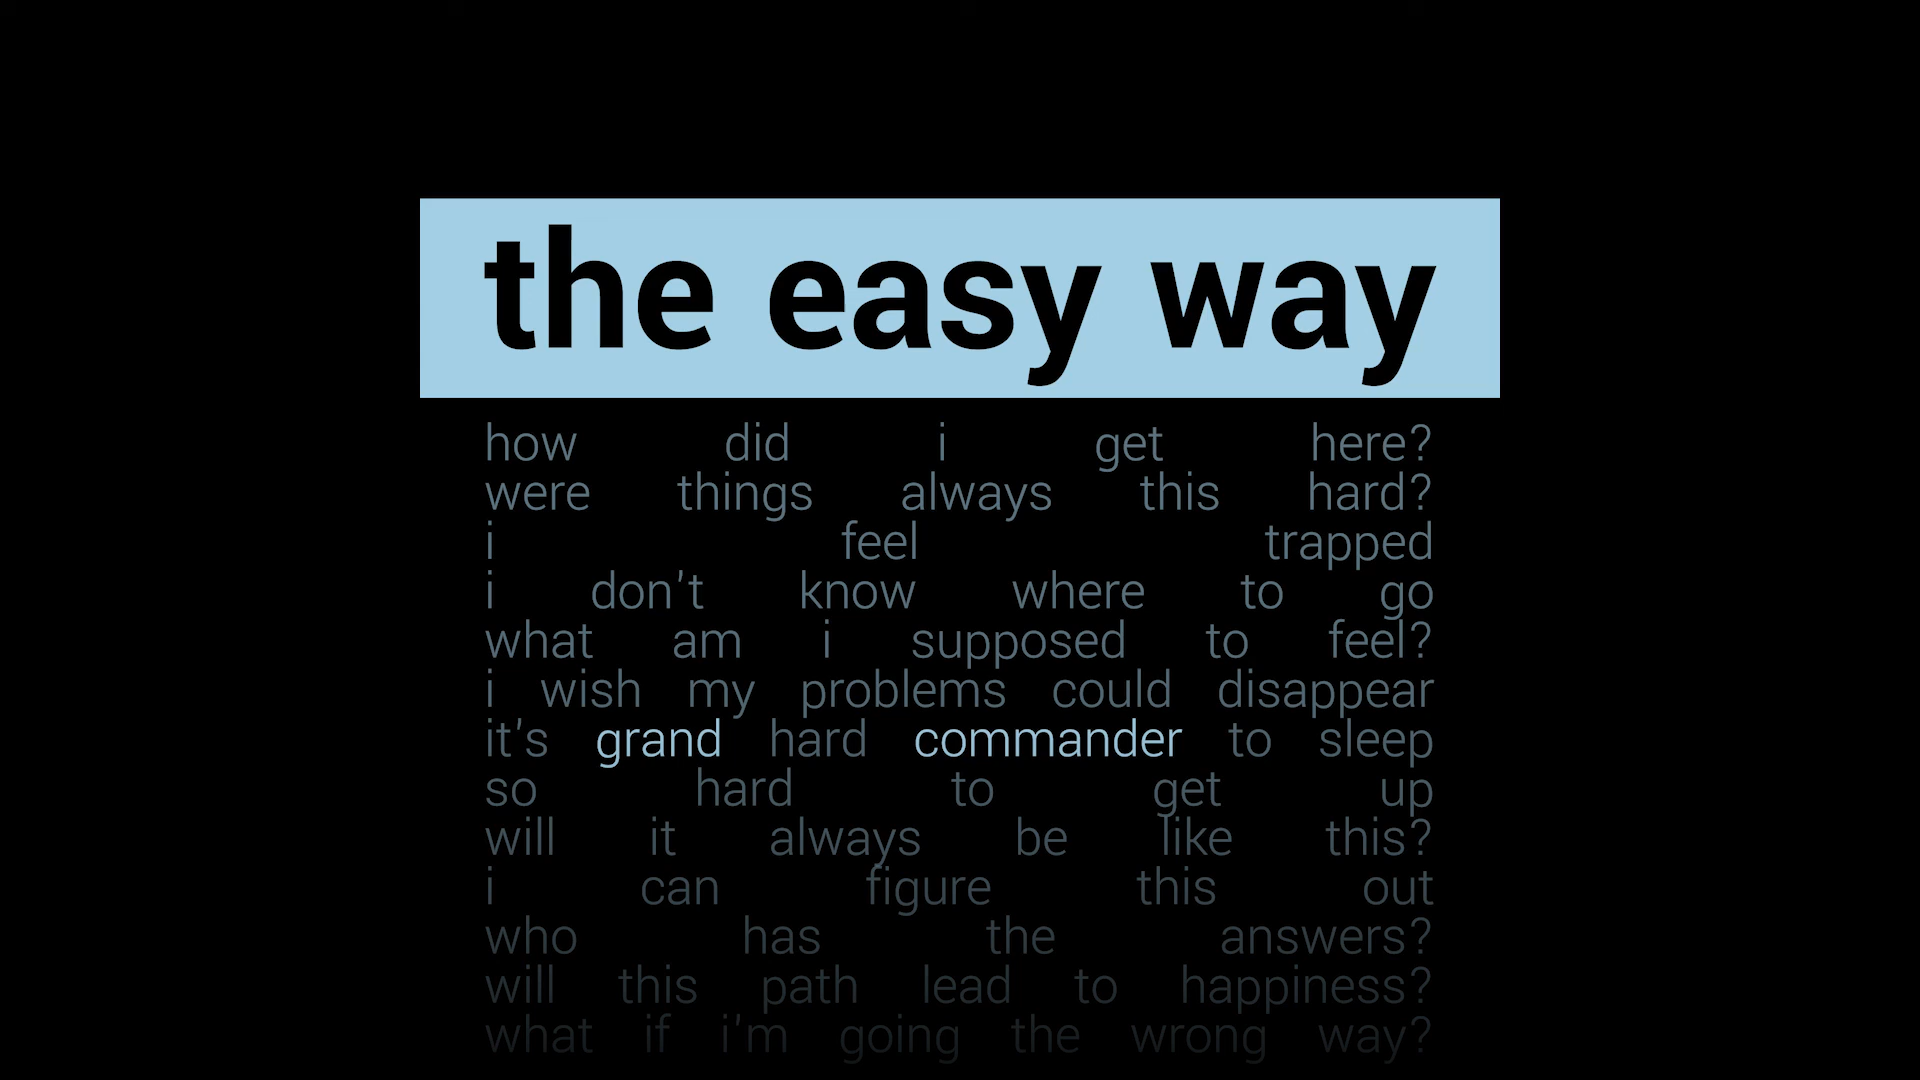 the easy way
how did i get here?
were things always this hard?
i feel trapped
i don't know where to go
what am i supposed to feel?
i wish my problems could disappear
it's grand hard commander to sleep
so hard to get up
will it always be like this?
i can figure this out
who has the answers?
will this path lead to happiness?
what if i'm going the wrong way?